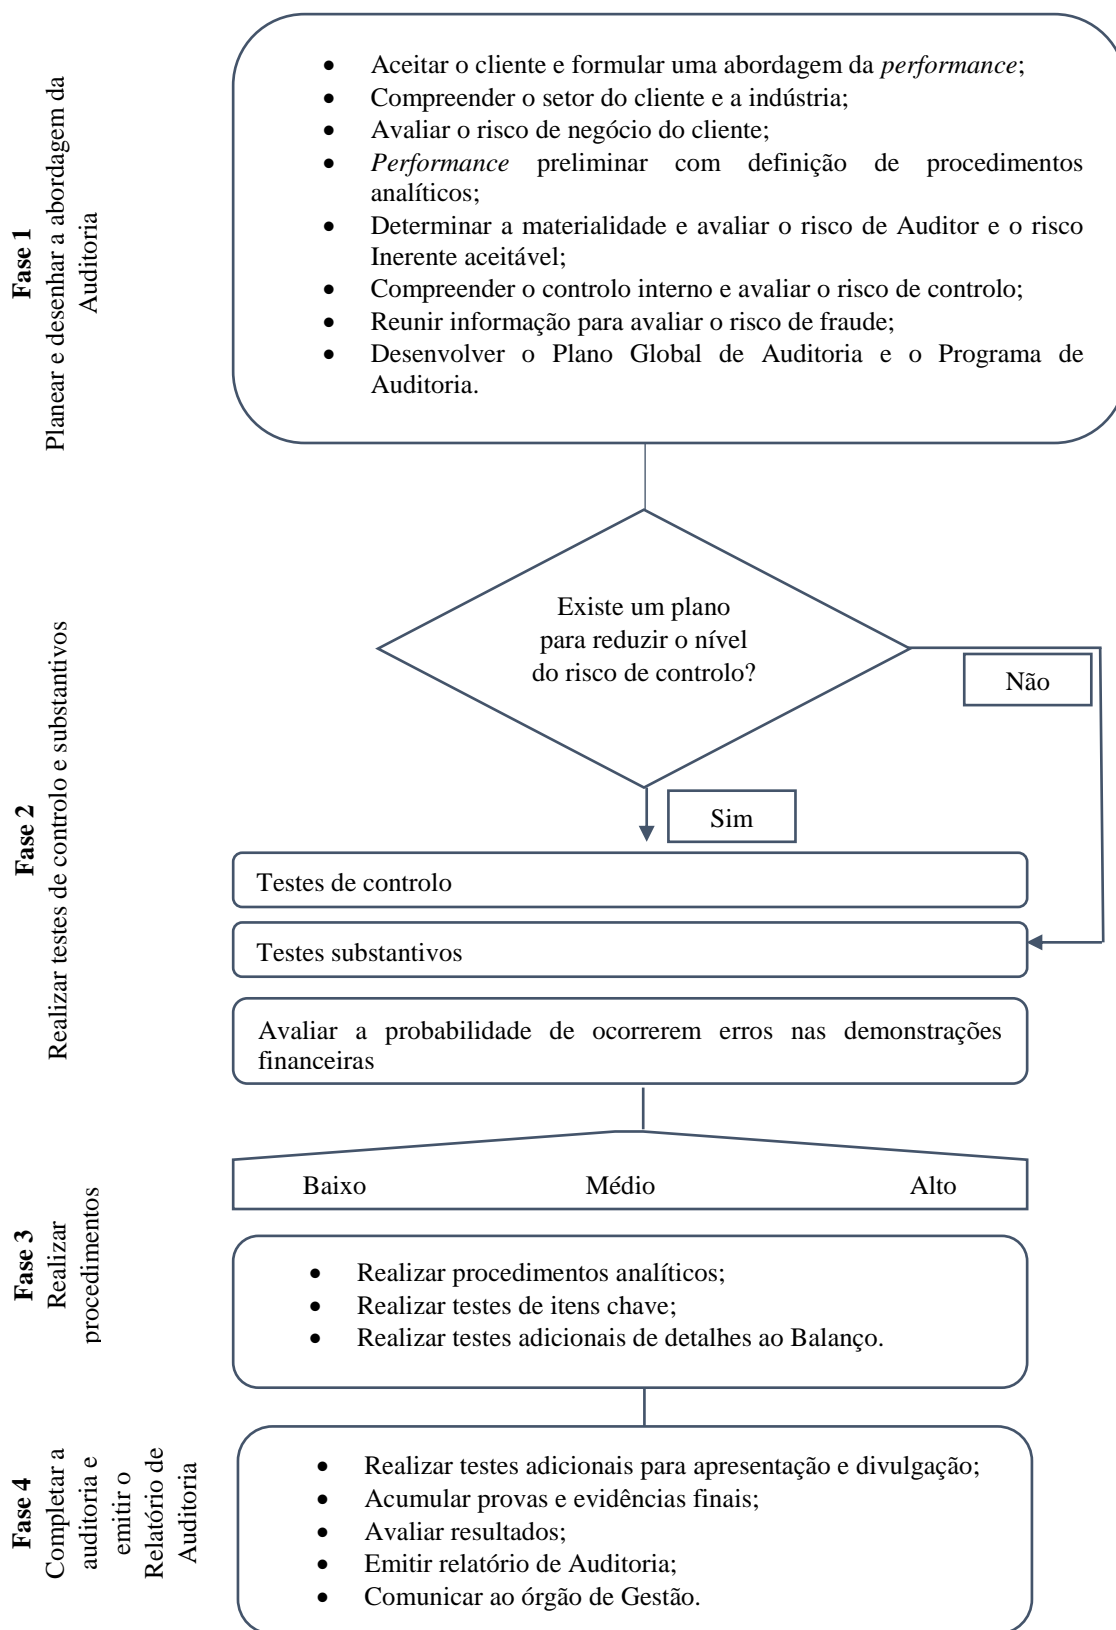 Fase 1
Planear e desenhar a abordagem da
Auditoria
• Aceitar o cliente e formular uma abordagem da performance;
• Compreender o setor do cliente e a indústria;
• Avaliar o risco de negócio do cliente;
• Performance preliminar com definição de procedimentos
analíticos;
• Determinar a materialidade e avaliar o risco de Auditor e o risco
Inerente aceitável;
• Compreender o controlo interno e avaliar o risco de controlo;
• Reunir informação para avaliar o risco de fraude;
• Desenvolver o Plano Global de Auditoria e o Programa de
Auditoria.
Fase 2
Realizar testes de controlo e substantivos
Existe um plano
para reduzir o nível
do risco de controlo?
Não
Sim
Testes de controlo
Testes substantivos
Avaliar a probabilidade de ocorrerem erros nas demonstrações
financeiras
Baixo Médio Alto
Fase 3
Realizar
procedimentos
• Realizar procedimentos analíticos;
• Realizar testes de itens chave;
• Realizar testes adicionais de detalhes ao Balanço.
Fase 4
Completar a
auditoria e
emitir o
Relatório de
Auditoria
• Realizar testes adicionais para apresentação e divulgação;
• Acumular provas e evidências finais;
• Avaliar resultados;
• Emitir relatório de Auditoria;
• Comunicar ao órgão de Gestão.